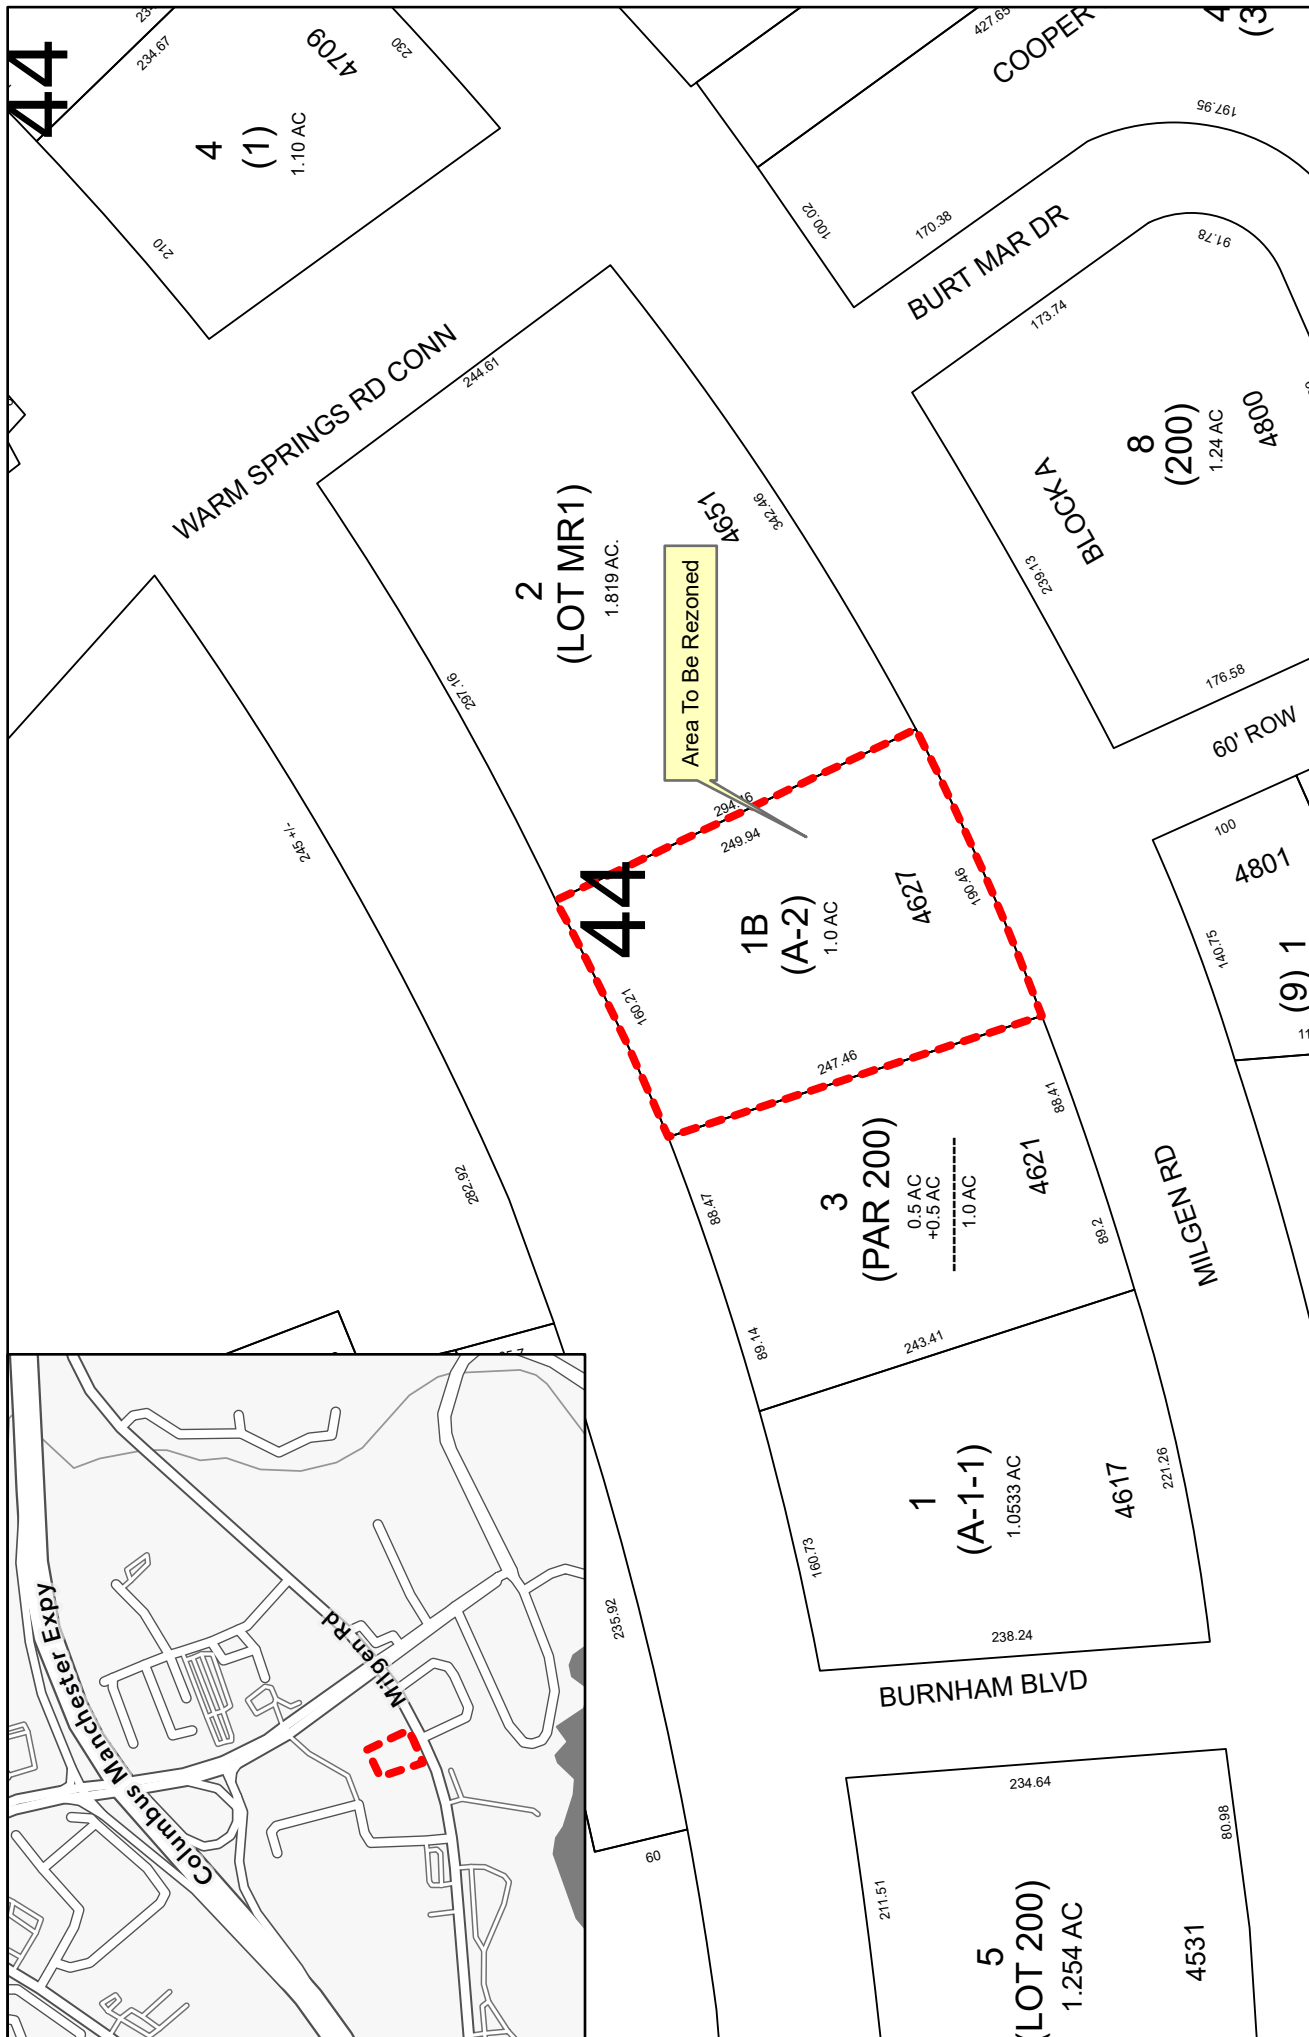 44
234.67
4709
230
4
(1)
1.10 AC
210
427.65
COOPER
197.95
100.02
170.38
BURT MAR DR
91.78
173.74
WARM SPRINGS RD CONN
244.61
2
(LOT MR1)
1.819 AC.
4651
342.46
297.16
Area To Be Rezoned
8
(200)
1.24 AC
4800
BLOCK A
239.13
176.58
60' ROW
245 +/-
294.46
249.94
44
1B
(A-2)
1.0 AC
4627
190.46
160.21
247.46
100
4801
140.75
(9) 1
11
282.92
88.47
3
(PAR 200)
0.5 AC
+0.5 AC
1.0 AC
4621
88.41
89.2
MILGEN RD
89.14
243.41
1
(A-1-1)
1.0533 AC
4617
221.26
160.73
238.24
BURNHAM BLVD
235.92
60
234.64
80.98
211.51
5
(LOT 200)
1.254 AC
4531
Columbus Manchester Expy
Milgen Rd